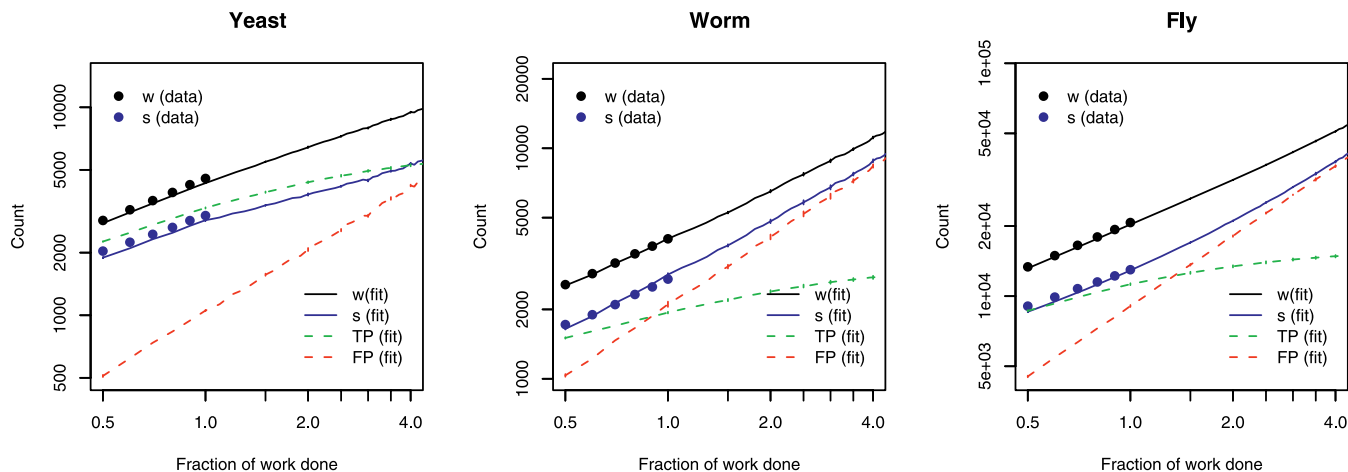 Yeast
Count
10000
5000
2000
1000
500
w (data)
s (data)
w(fit)
s (fit)
TP (fit)
FP (fit)
0.5
1.0
2.0
4.0
Fraction of work done
Worm
Count
20000
10000
5000
2000
1000
w (data)
s (data)
w(fit)
s (fit)
TP (fit)
FP (fit)
0.5
1.0
2.0
4.0
Fraction of work done
Fly
Count
1e+05
5e+04
2e+04
1e+04
5e+03
w (data)
s (data)
w(fit)
s (fit)
TP (fit)
FP (fit)
0.5
1.0
2.0
4.0
Fraction of work done